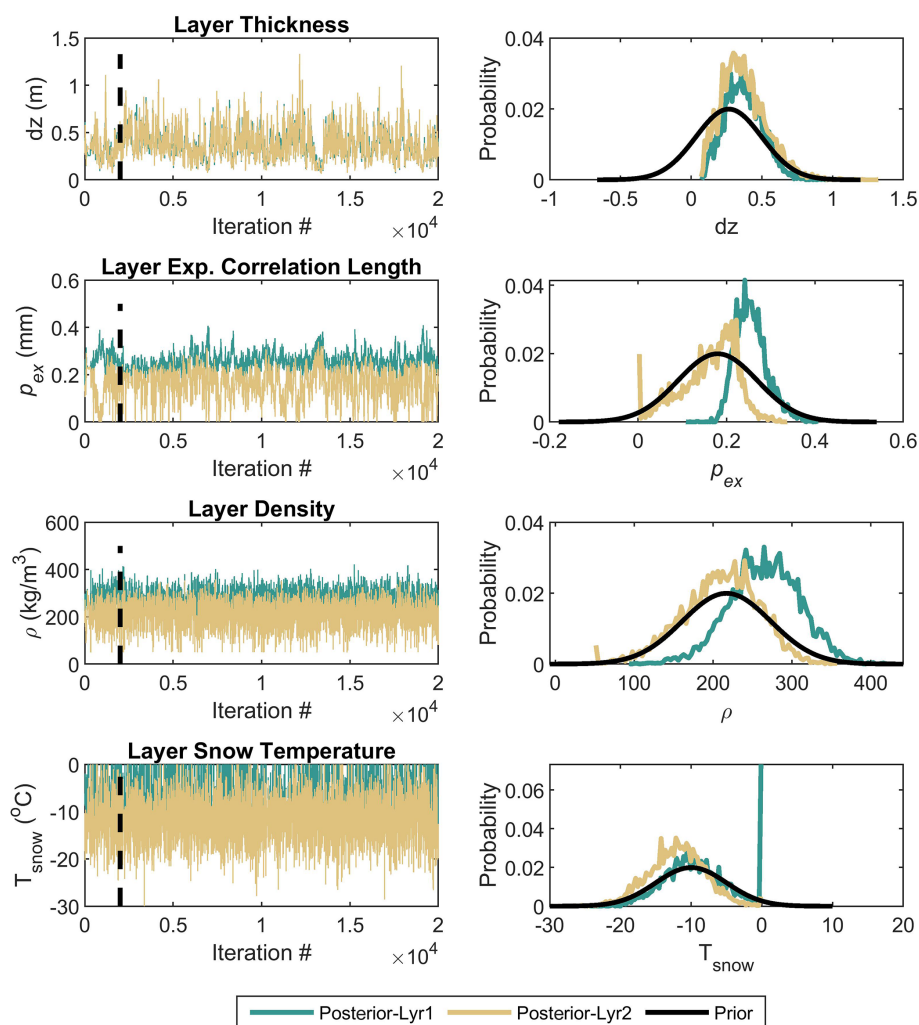 Layer Thickness
1.5
1
0.5
0
dz (m)
0 0.5 1 1.5 2
Iteration # ×10^4
0.04
0.02
0
Probability
-1 -0.5 0 0.5 1 1.5
dz
Layer Exp. Correlation Length
0.6
0.4
0.2
0
p_ex (mm)
0 0.5 1 1.5 2
Iteration # ×10^4
0.04
0.02
0
Probability
-0.2 0 0.2 0.4 0.6
p_ex
Layer Density
600
400
200
0
ρ (kg/m^3)
0 0.5 1 1.5 2
Iteration # ×10^4
0.04
0.02
0
Probability
0 100 200 300 400
ρ
Layer Snow Temperature
0
-10
-20
-30
T_snow (°C)
0 0.5 1 1.5 2
Iteration # ×10^4
0.06
0.04
0.02
0
Probability
-30 -20 -10 0 10 20
T_snow
Posterior-Lyr1 Posterior-Lyr2 Prior